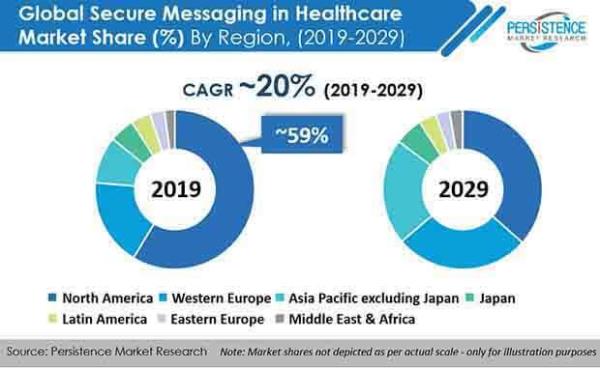 Global Secure Messaging in Healthcare
Market Share (%) By Region, (2019-2029)
PERSISTENCE
MARKET RESEARCH
CAGR ~20% (2019-2029)
~59%
2019
2029
North America Western Europe Asia Pacific excluding Japan Japan
Latin America Eastern Europe Middle East & Africa
Source: Persistence Market Research Note: Market shares not depicted as per actual scale - only for illustration purposes